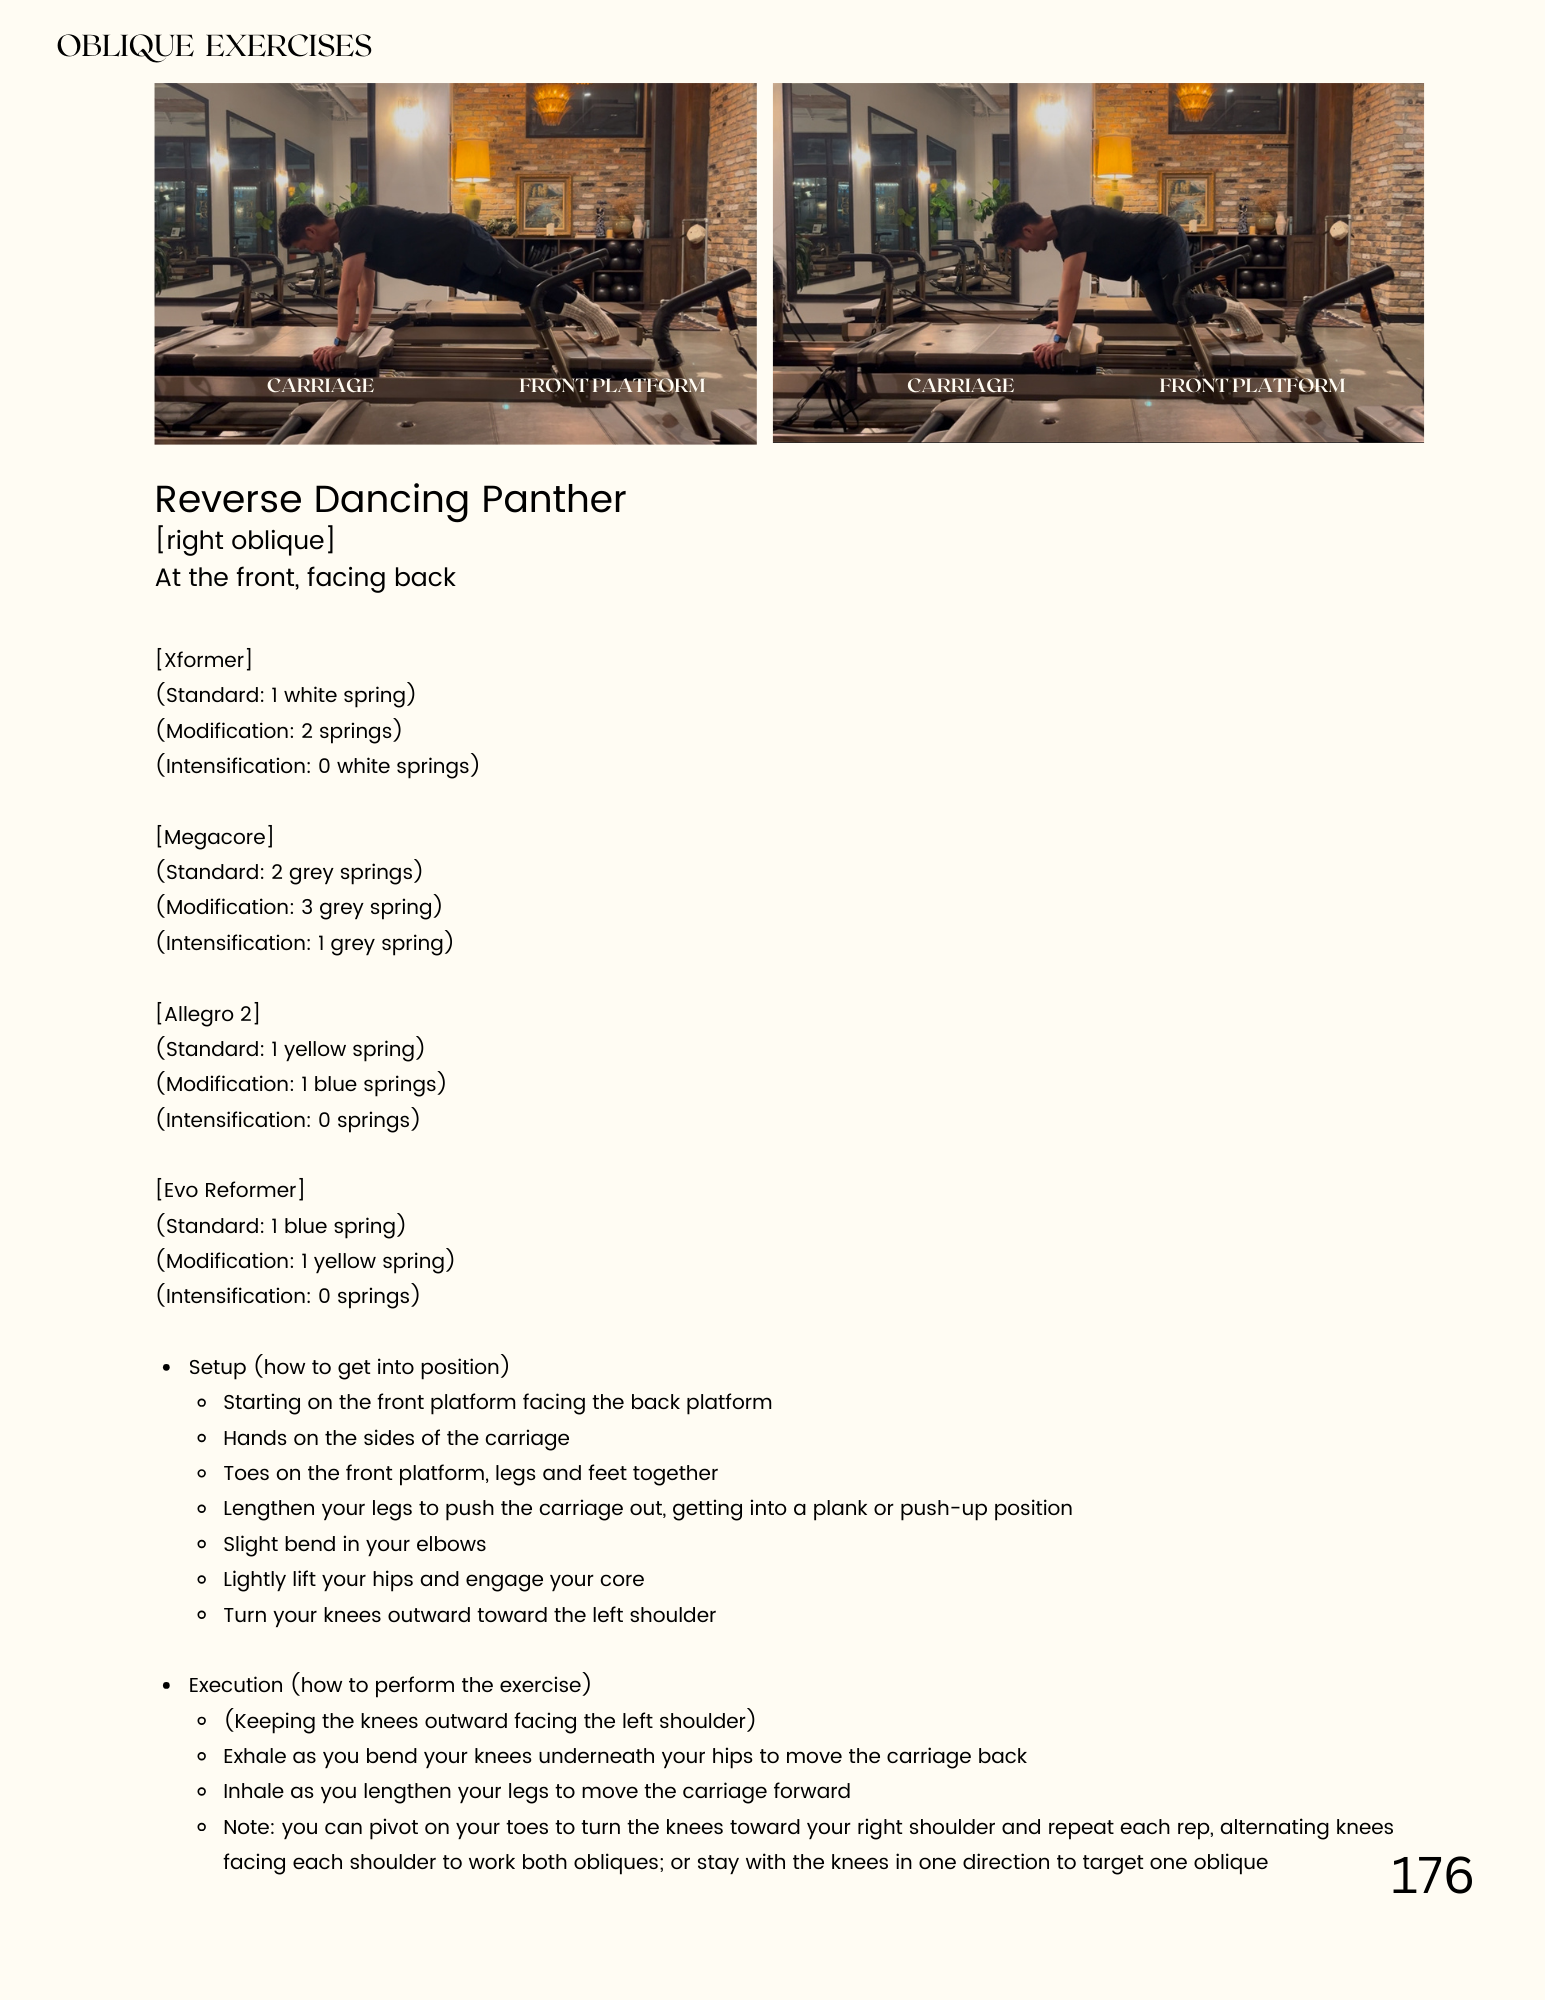 OBLIQUE EXERCISES
CARRIAGE
FRONT PLATFORM
CARRIAGE
FRONT PLATFORM
Reverse Dancing Panther
[right oblique]
At the front, facing back
[Xformer]
(Standard: 1 white spring)
(Modification: 2 springs)
(Intensification: 0 white springs)
[Megacore]
(Standard: 2 grey springs)
(Modification: 3 grey spring)
(Intensification: 1 grey spring)
[Allegro 2]
(Standard: 1 yellow spring)
(Modification: 1 blue springs)
(Intensification: 0 springs)
[Evo Reformer]
(Standard: 1 blue spring)
(Modification: 1 yellow spring)
(Intensification: 0 springs)
• Setup (how to get into position)
◦ Starting on the front platform facing the back platform
◦ Hands on the sides of the carriage
◦ Toes on the front platform, legs and feet together
◦ Lengthen your legs to push the carriage out, getting into a plank or push-up position
◦ Slight bend in your elbows
◦ Lightly lift your hips and engage your core
◦ Turn your knees outward toward the left shoulder
• Execution (how to perform the exercise)
◦ (Keeping the knees outward facing the left shoulder)
◦ Exhale as you bend your knees underneath your hips to move the carriage back
◦ Inhale as you lengthen your legs to move the carriage forward
◦ Note: you can pivot on your toes to turn the knees toward your right shoulder and repeat each rep, alternating knees
facing each shoulder to work both obliques; or stay with the knees in one direction to target one oblique
176